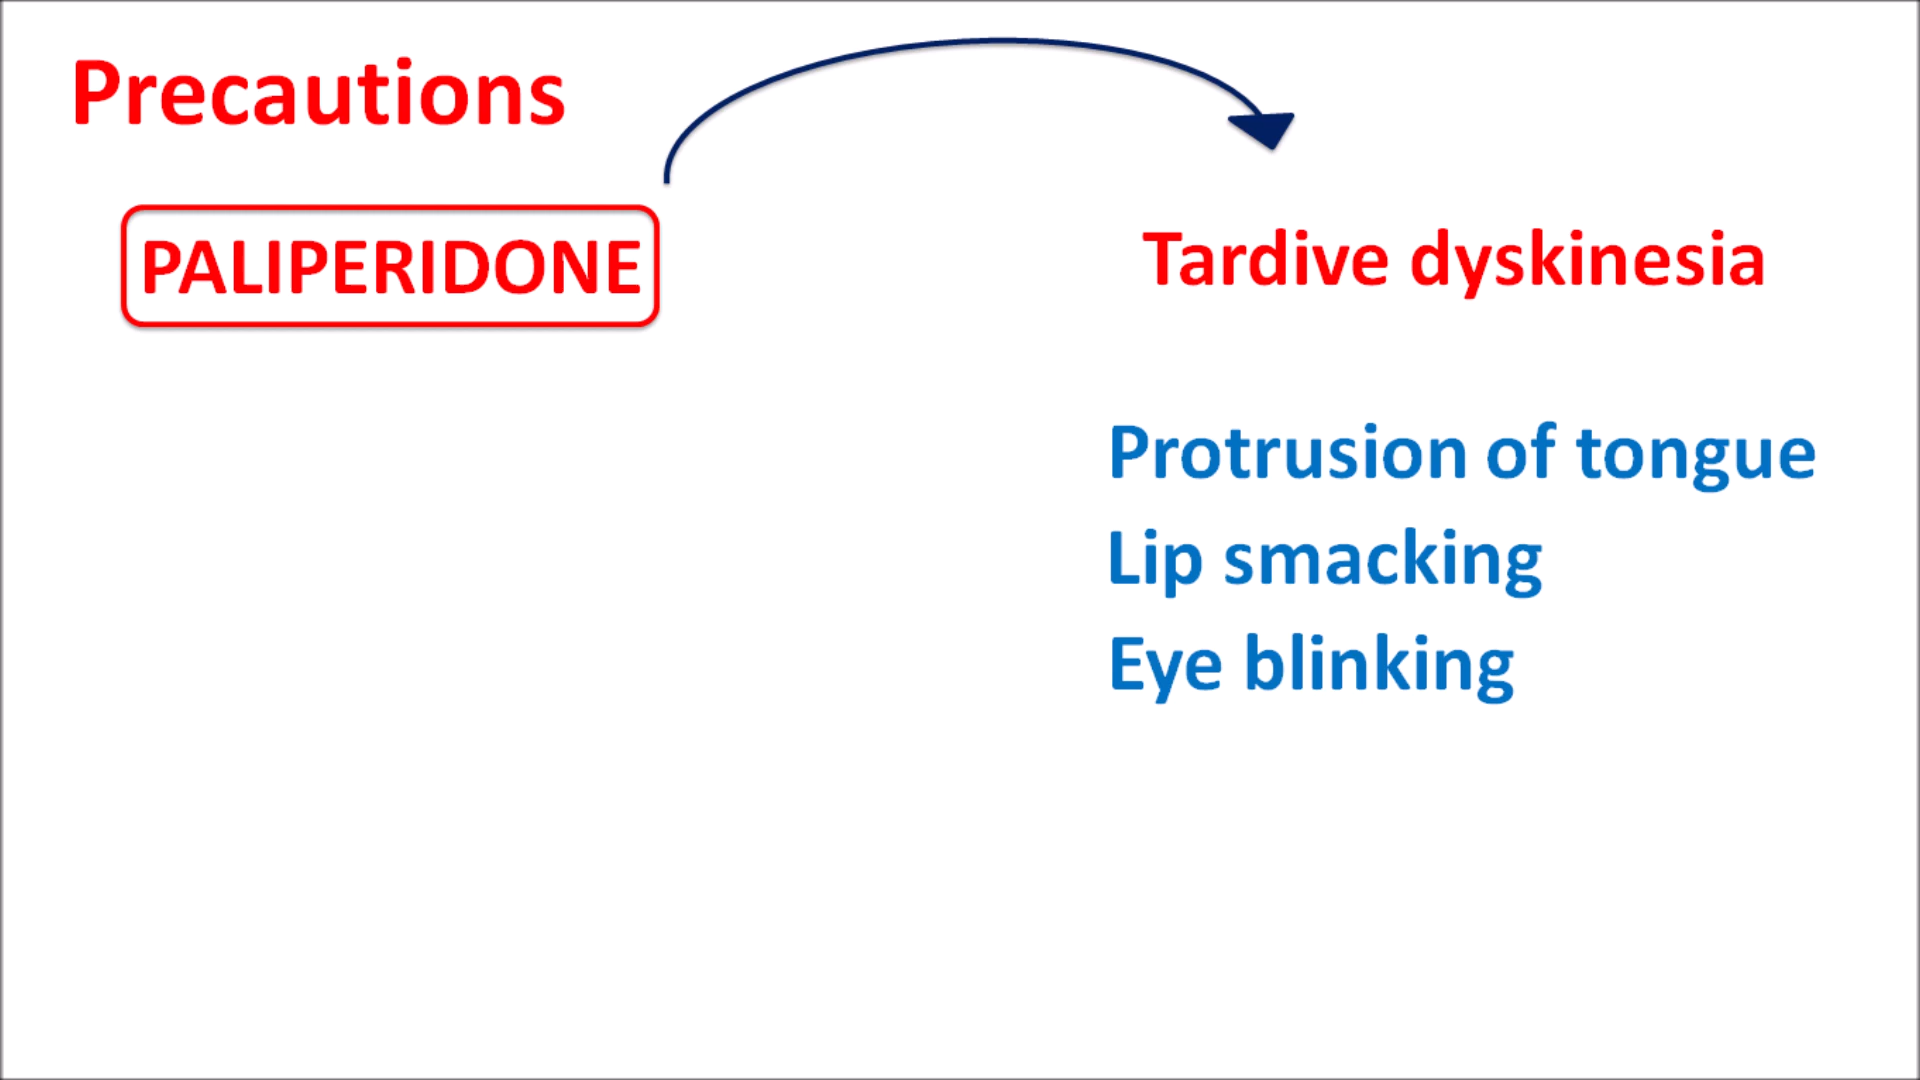 Precautions
PALIPERIDONE
Tardive dyskinesia
Protrusion of tongue
Lip smacking
Eye blinking